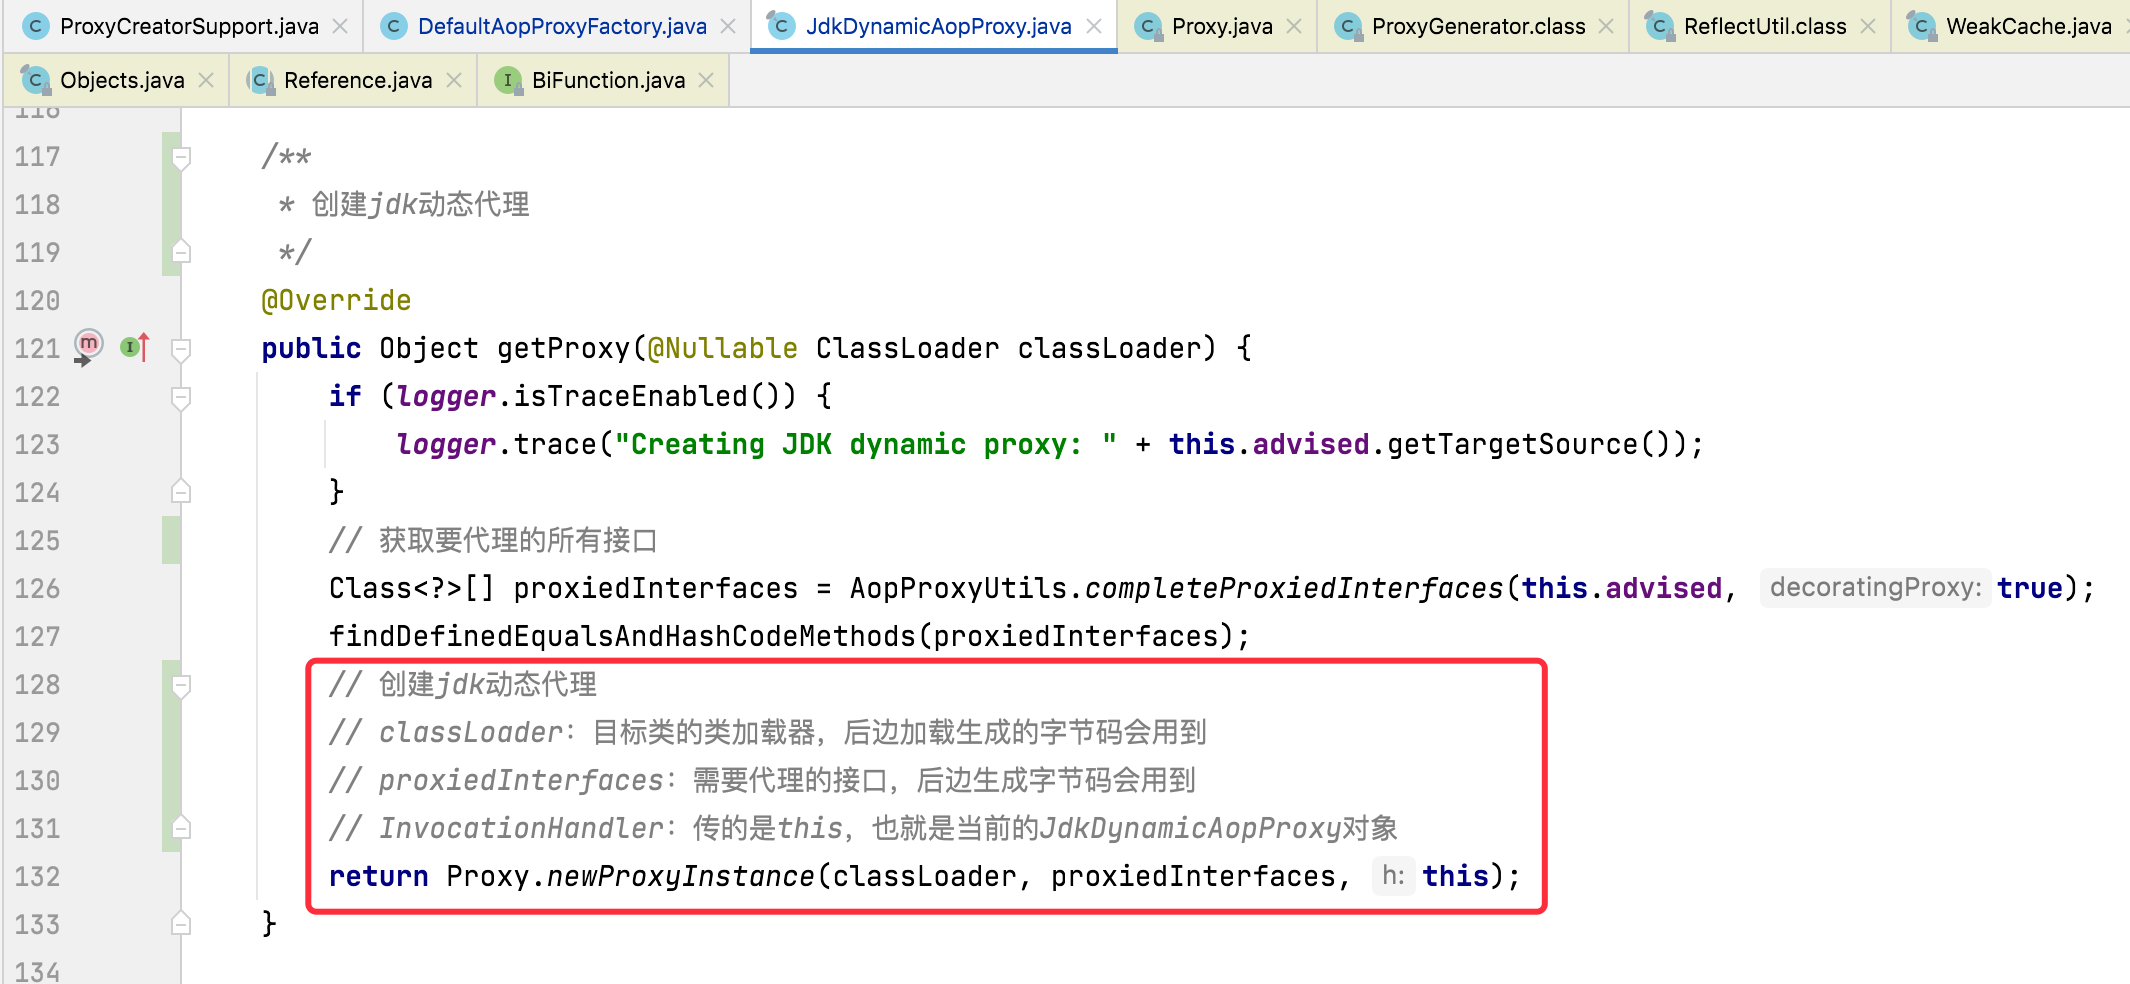 ProxyCreatorSupport.java DefaultAopProxyFactory.java JdkDynamicAopProxy.java Proxy.java ProxyGenerator.class ReflectUtil.class WeakCache.java
Objects.java Reference.java BiFunction.java
116
117 /**
118 * 创建jdk动态代理
119 */
120 @Override
121 public Object getProxy(@Nullable ClassLoader classLoader) {
122 if (logger.isTraceEnabled()) {
123 logger.trace("Creating JDK dynamic proxy: " + this.advised.getTargetSource());
124 }
125 // 获取要代理的所有接口
126 Class<?>[] proxiedInterfaces = AopProxyUtils.completeProxiedInterfaces(this.advised, decoratingProxy: true);
127 findDefinedEqualsAndHashCodeMethods(proxiedInterfaces);
128 // 创建jdk动态代理
129 // classLoader：目标类的类加载器，后边加载生成的字节码会用到
130 // proxiedInterfaces：需要代理的接口，后边生成字节码会用到
131 // InvocationHandler：传的是this，也就是当前的JdkDynamicAopProxy对象
132 return Proxy.newProxyInstance(classLoader, proxiedInterfaces, h: this);
133 }
134